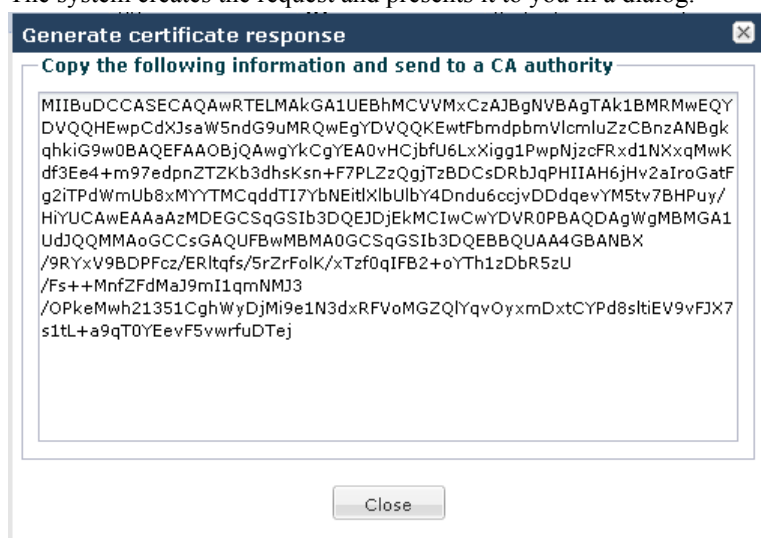 The system creates the request and presents it to you in a dialog.
Generate certificate response
Copy the following information and send to a CA authority
MIIBuDCCASECAQAwRTELMAkGA1UEBhMCVVMxCzAJBgNVBAgTAk1BMRMwEQY
DVQQHEwpCdXJsaW5ndG9uMRQwEgYDVQQKEwtFbmdpbmVlcmluZzCBnzANBgk
qhkiG9w0BAQEFAAOBjQAwgYkCgYEA0vHCjbfU6LxXigg1PwpNjzcFRxd1NXxqMwK
df3Ee4+m97edpnZTZKb3dhsKsn+F7PLZzQgjTzBDCsDRbJqPHIIAH6jHv2aIroGatF
g2iTPdWmUb8xMYYTMCqddTI7YbNEitlXlbUlbY4Dndu6ccjvDDdqevYM5tv7BHPuy/
HiYUCAwEAAaAzMDEGCSqGSIb3DQEJDjEkMCIwCwYDVR0PBAQDAgWgMBMGA1
UdJQQMMAoGCCsGAQUFBwMBMA0GCSqGSIb3DQEBBQUAA4GBANBX
/9RYxV9BDPFcz/ERltqfs/5rZrFolK/xTzf0qIFB2+oYTh1zDbR5zU
/Fs++MnfZFdMaJ9mI1qmNMJ3
/OPkeMwh21351CghWyDjMi9e1N3dxRFVoMGZQlYqvOyxmDxtCYPd8sltiEV9vFJX7
s1tL+a9qT0YEevF5vwrfuDTej
Close